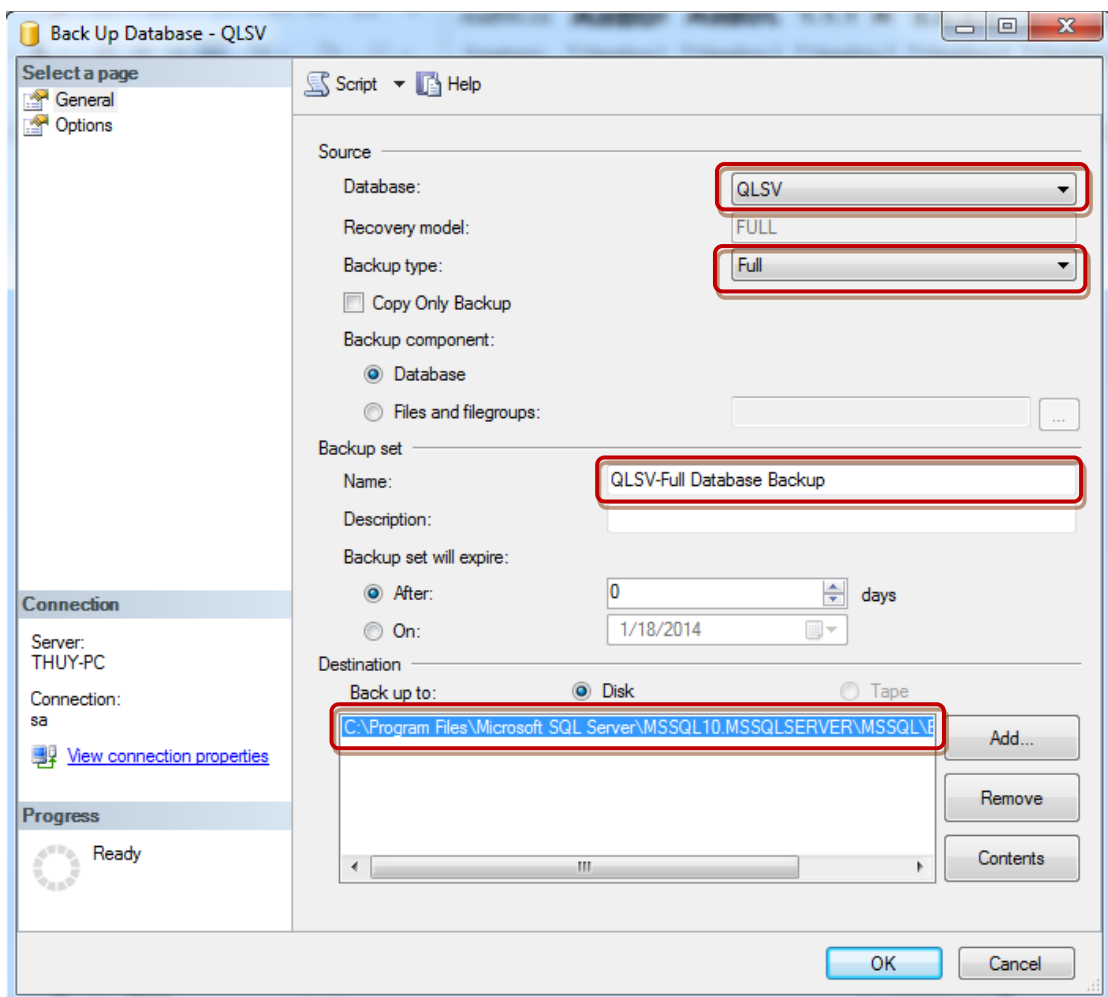 Back Up Database - QLSV
Select a page
General
Options
Script
Help
Source
Database:
QLSV
Recovery model:
FULL
Backup type:
Full
Copy Only Backup
Backup component:
Database
Files and filegroups:
...
Backup set
Name:
QLSV-Full Database Backup
Description:
Backup set will expire:
After:
0
days
On:
1/18/2014
Destination
Back up to:
Disk
Tape
C:\Program Files\Microsoft SQL Server\MSSQL10.MSSQLSERVER\MSSQL\
Add...
Remove
Contents
Connection
Server:
THUY-PC
Connection:
sa
View connection properties
Progress
Ready
OK
Cancel